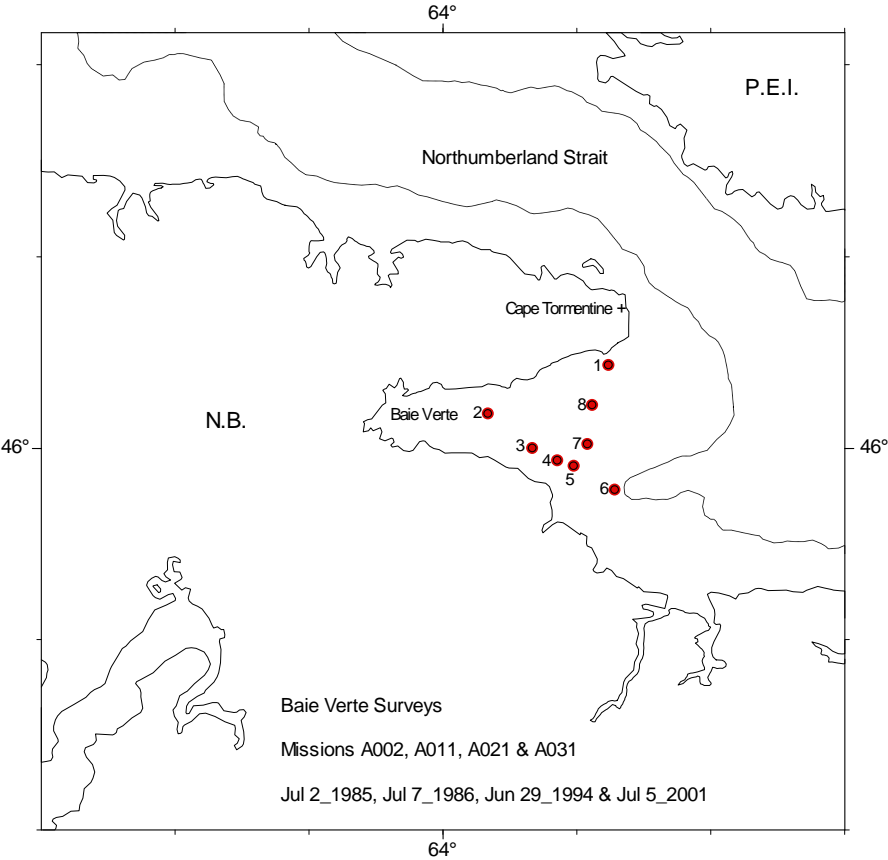 64°
P.E.I.
Northumberland Strait
Cape Tormentine +
1
8
2
Baie Verte
N.B.
7
46°
46°
3
4
5
6
Baie Verte Surveys
Missions A002, A011, A021 & A031
Jul 2_1985, Jul 7_1986, Jun 29_1994 & Jul 5_2001
64°